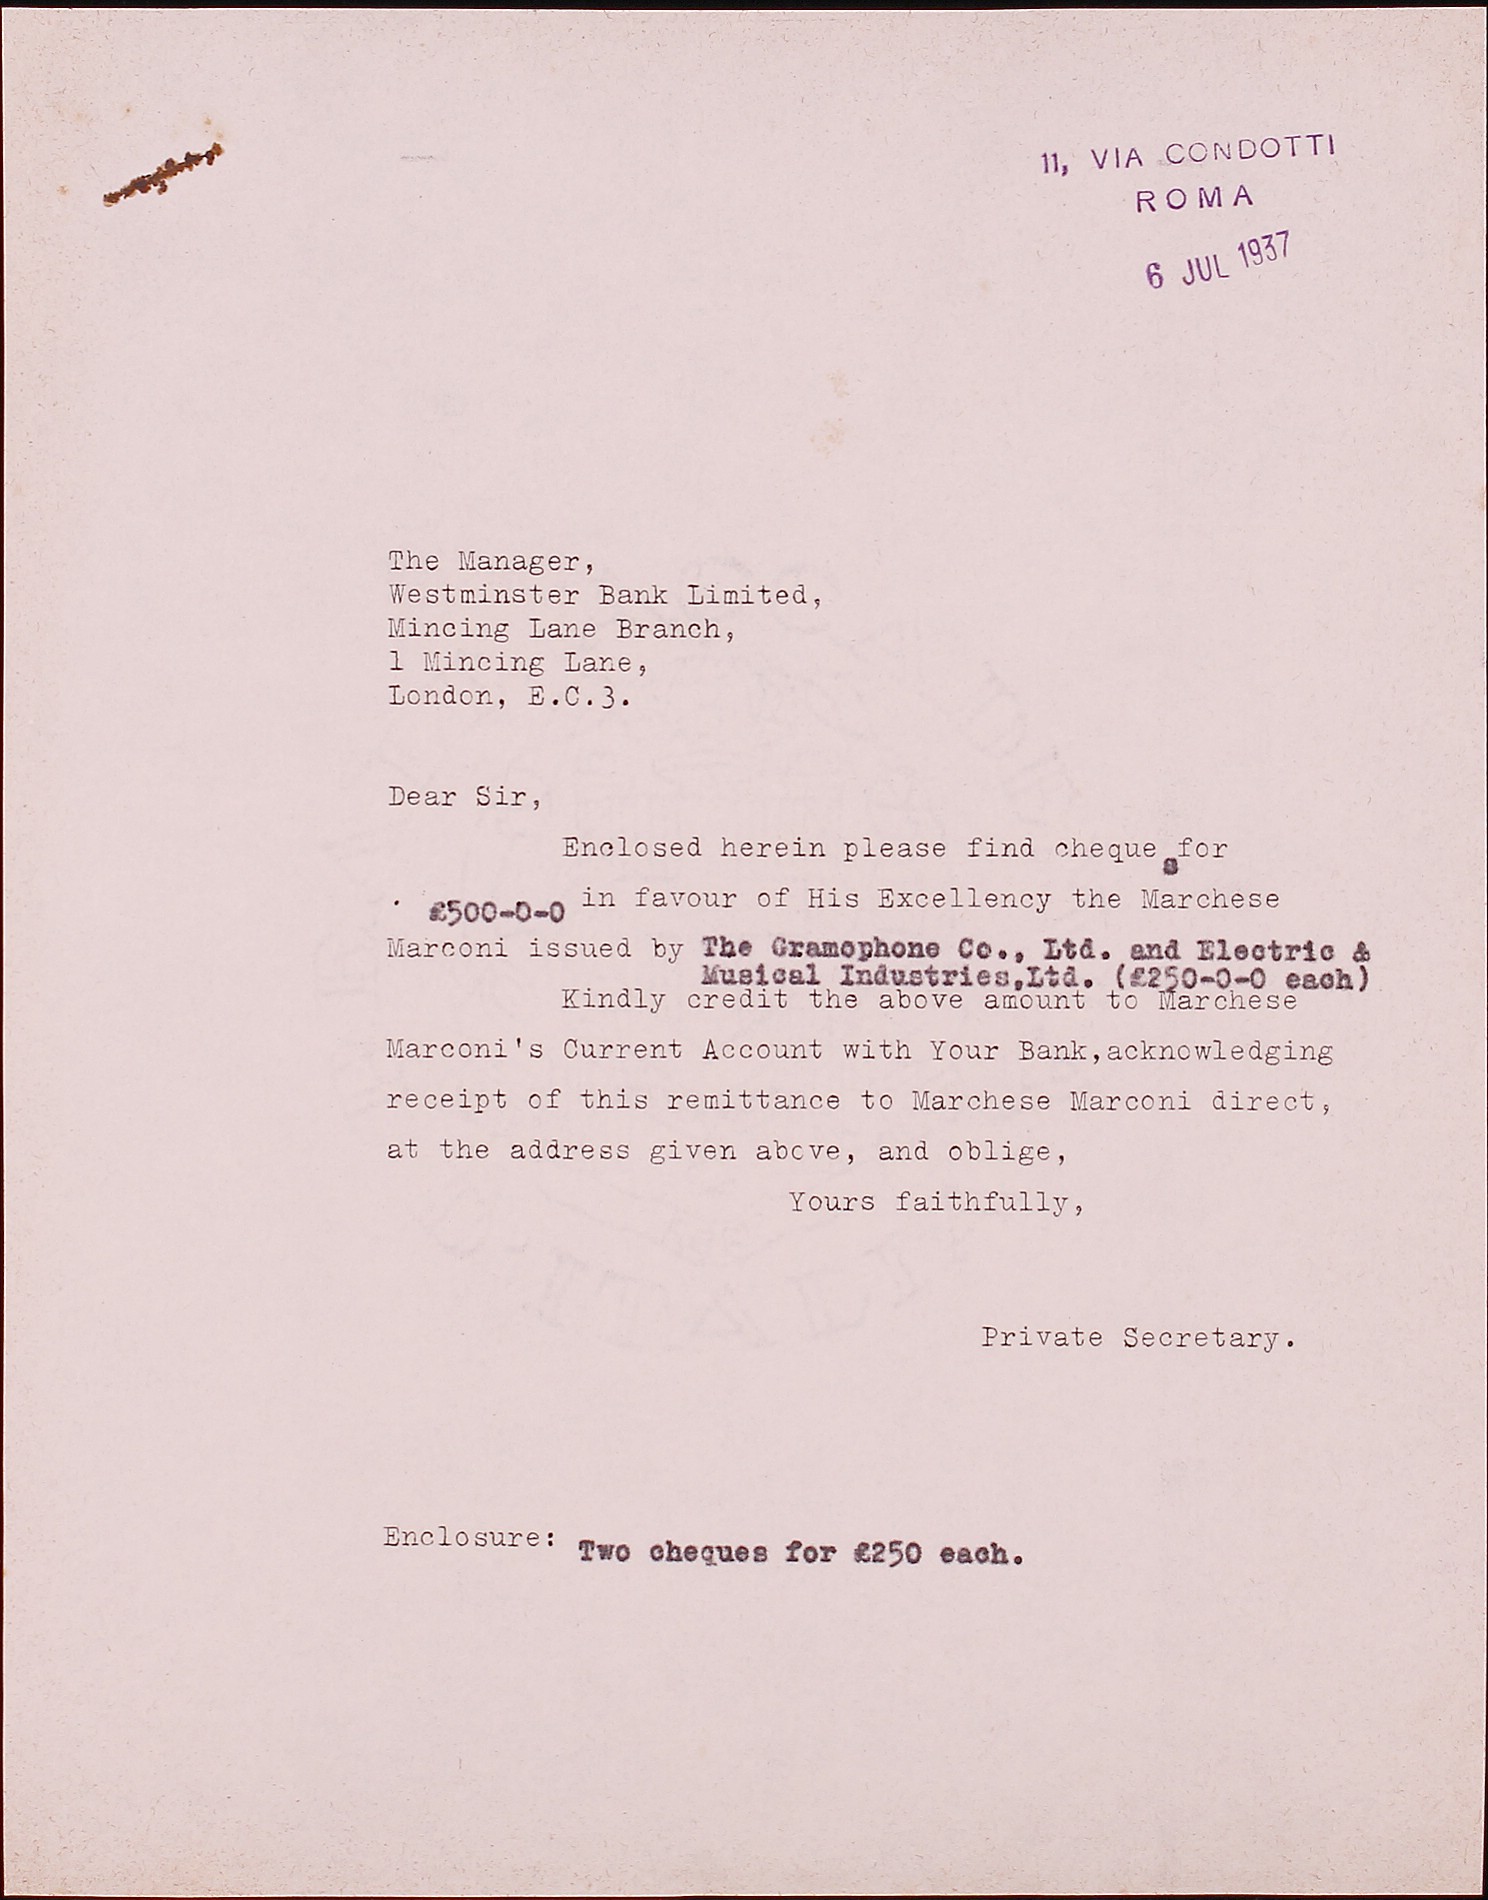 11, VIA CONDOTTI
ROMA
6 JUL 1937
The Manager,
Westminster Bank Limited,
Mincing Lane Branch,
1 Mincing Lane,
London, E.C.3.
Dear Sir,
Enclosed herein please find cheques for
. £500-0-0 in favour of His Excellency the Marchese
Marconi issued by The Gramophone Co., Ltd. and Electric &
Musical Industries,Ltd. (£250-0-0 each)
Kindly credit the above amount to Marchese
Marconi's Current Account with Your Bank,acknowledging
receipt of this remittance to Marchese Marconi direct,
at the address given above, and oblige,
Yours faithfully,
Private Secretary.
Enclosure: Two cheques for £250 each.